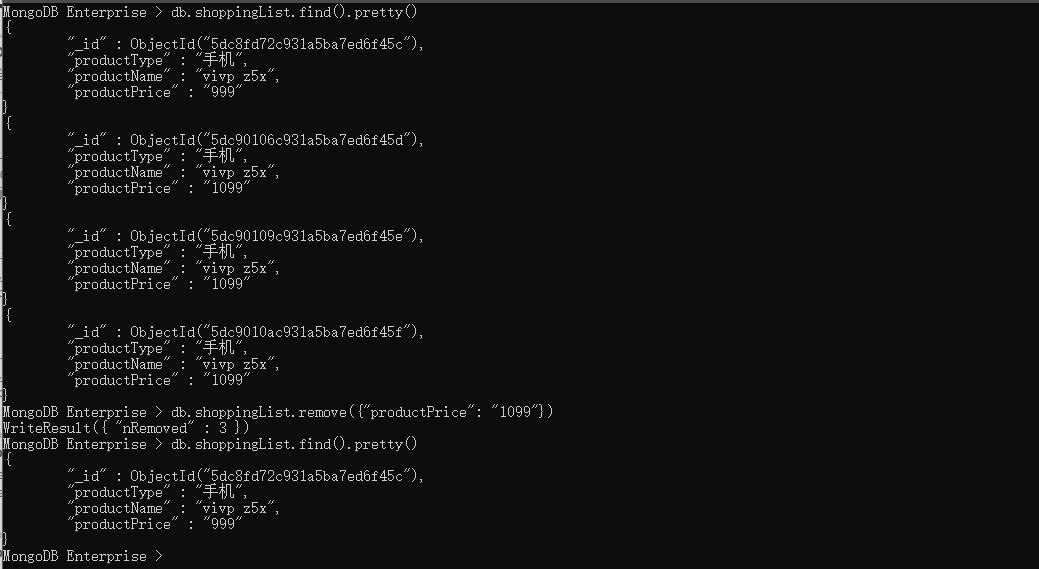 MongoDB Enterprise > db.shoppingList.find().pretty()
{
"_id" : ObjectId("5dc8fd72c931a5ba7ed6f45c"),
"productType" : "手机",
"productName" : "vivp z5x",
"productPrice" : "999"
}
{
"_id" : ObjectId("5dc90106c931a5ba7ed6f45d"),
"productType" : "手机",
"productName" : "vivp z5x",
"productPrice" : "1099"
}
{
"_id" : ObjectId("5dc90109c931a5ba7ed6f45e"),
"productType" : "手机",
"productName" : "vivp z5x",
"productPrice" : "1099"
}
{
"_id" : ObjectId("5dc9010ac931a5ba7ed6f45f"),
"productType" : "手机",
"productName" : "vivp z5x",
"productPrice" : "1099"
}
MongoDB Enterprise > db.shoppingList.remove({"productPrice": "1099"})
WriteResult({ "nRemoved" : 3 })
MongoDB Enterprise > db.shoppingList.find().pretty()
{
"_id" : ObjectId("5dc8fd72c931a5ba7ed6f45c"),
"productType" : "手机",
"productName" : "vivp z5x",
"productPrice" : "999"
}
MongoDB Enterprise >